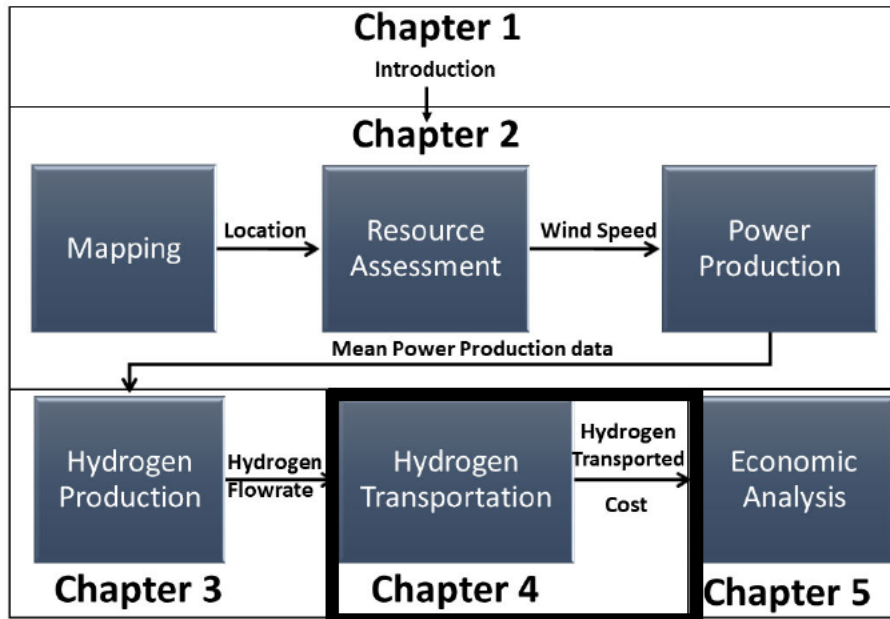 Chapter 1
Introduction
Chapter 2
Mapping
Location
Resource
Assessment
Wind Speed
Power
Production
Mean Power Production data
Hydrogen
Production
Hydrogen
Flowrate
Hydrogen
Transportation
Hydrogen
Transported
Cost
Economic
Analysis
Chapter 3
Chapter 4
Chapter 5